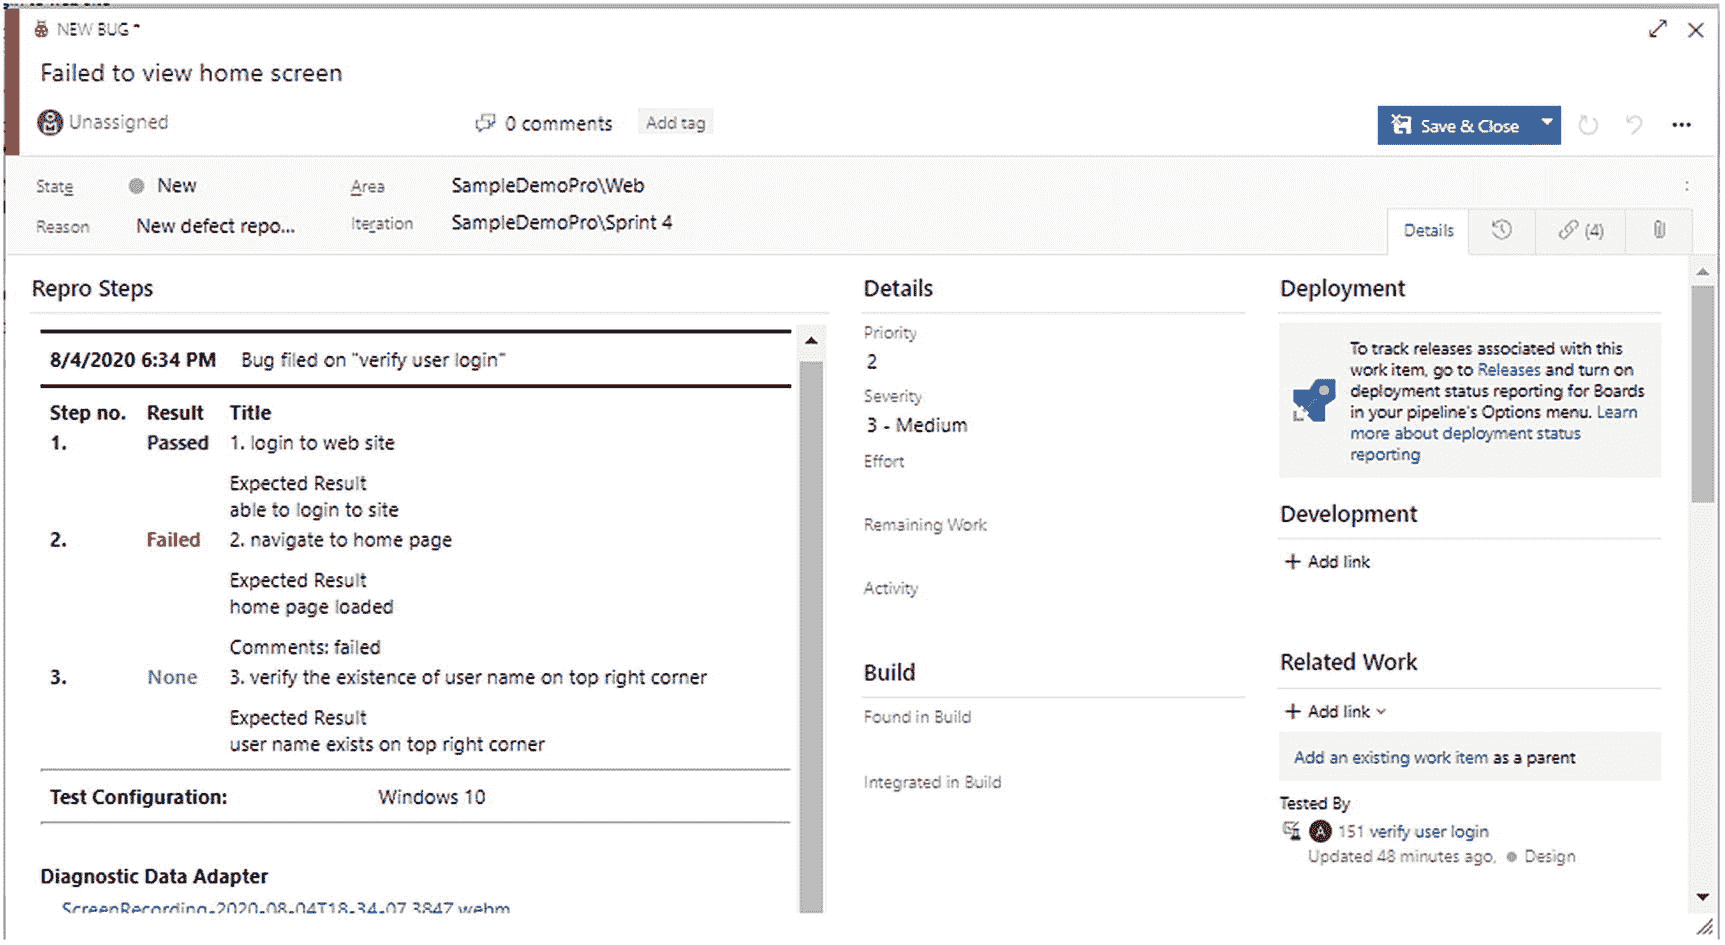 NEW BUG *
Failed to view home screen
Unassigned
0 comments
Add tag
Save & Close
State
New
Area
SampleDemoPro\Web
Reason
New defect repo...
Iteration
SampleDemoPro\Sprint 4
Details
(4)
Repro Steps
8/4/2020 6:34 PM Bug filed on "verify user login"
Step no. Result Title
1. Passed 1. login to web site
Expected Result
able to login to site
2. Failed 2. navigate to home page
Expected Result
home page loaded
Comments: failed
3. None 3. verify the existence of user name on top right corner
Expected Result
user name exists on top right corner
Test Configuration: Windows 10
Diagnostic Data Adapter
ScreenRecording-2020-08-04T18-34-07.3847.webm
Details
Priority
2
Severity
3 - Medium
Effort
Remaining Work
Activity
Build
Found in Build
Integrated in Build
Deployment
To track releases associated with this
work item, go to Releases and turn on
deployment status reporting for Boards
in your pipeline's Options menu. Learn
more about deployment status
reporting
Development
+ Add link
Related Work
+ Add link
Add an existing work item as a parent
Tested By
A 151 verify user login
Updated 48 minutes ago, Design